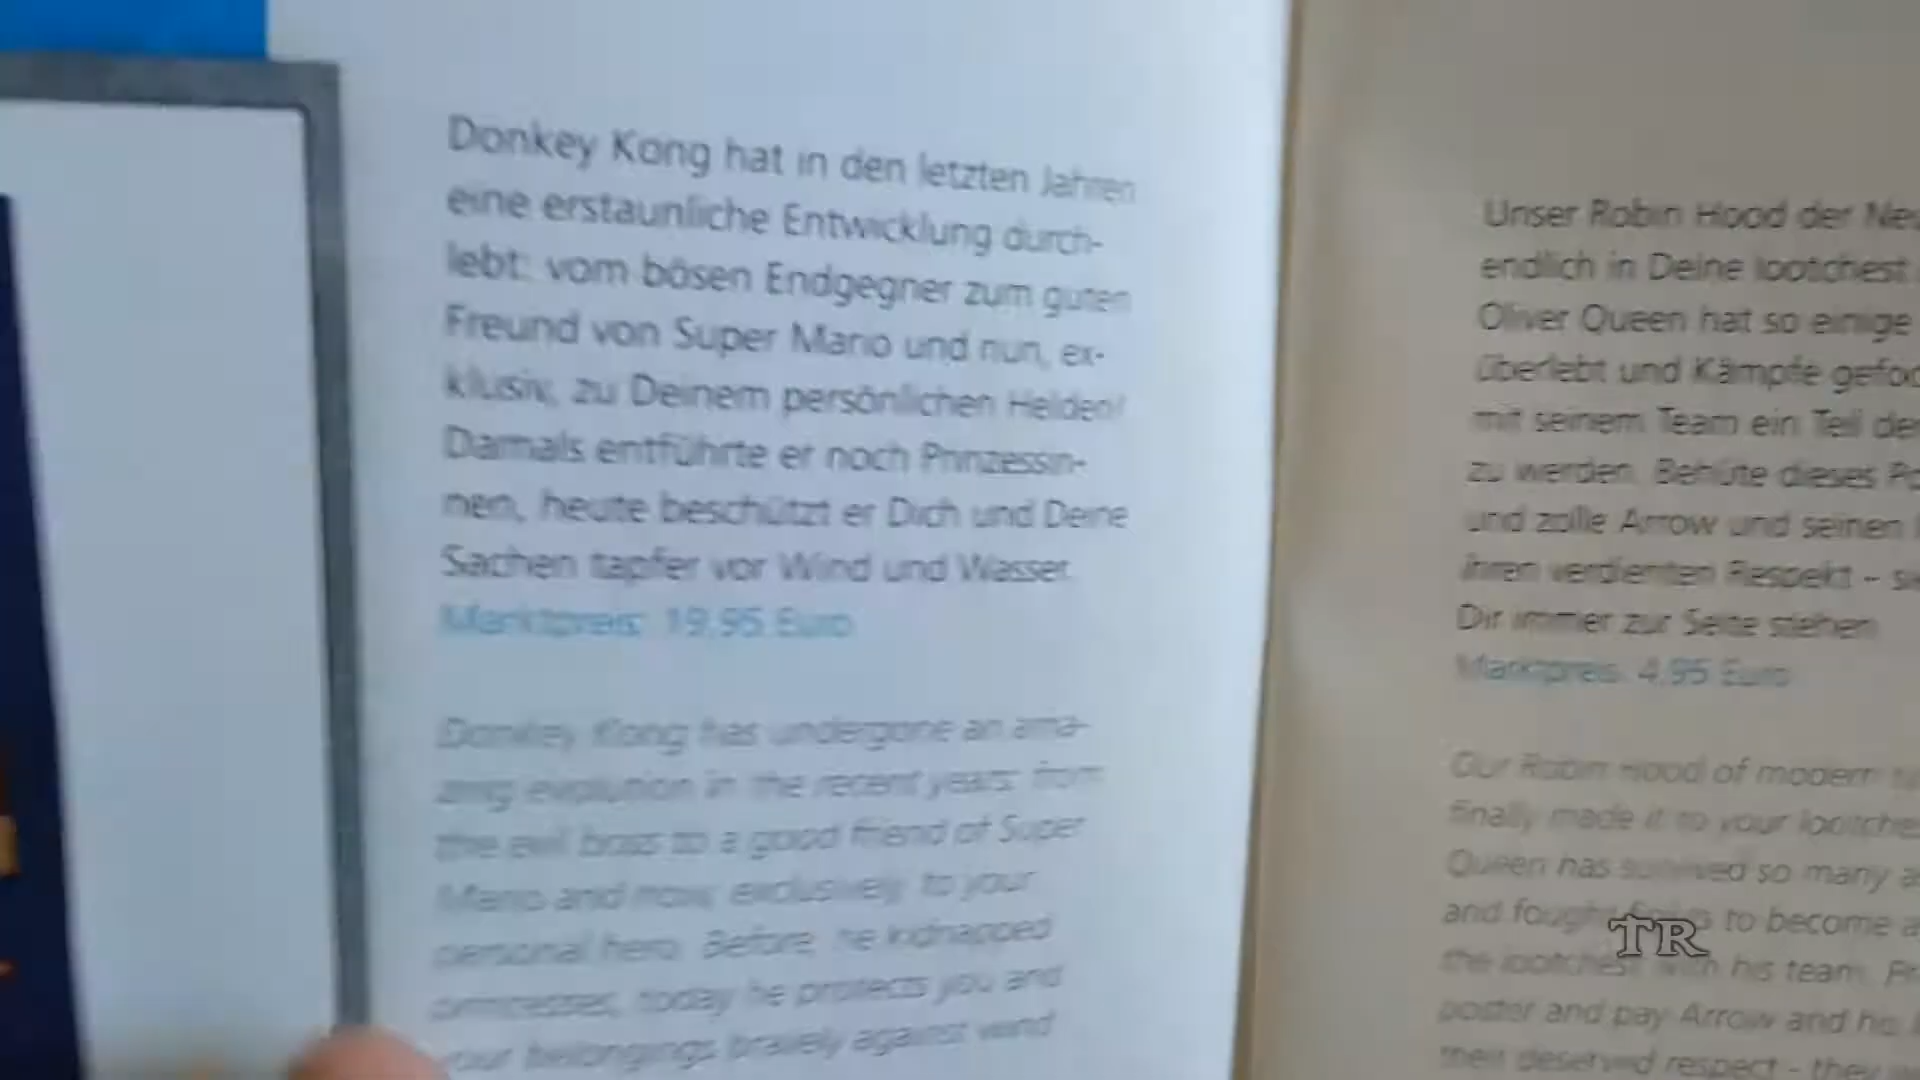 Donkey Kong hat in den letzten Jahren
eine erstaunliche Entwicklung durch-
lebt: vom bösen Endgegner zum guten
Freund von Super Mario und nun, ex-
klusiv, zu Deinem persönlichen Helden!
Damals entführte er noch Prinzessin-
nen, heute beschützt er Dich und Deine
Sachen tapfer vor Wind und Wasser.
Marktpreis: 19,95 Euro
Donkey Kong has undergone an ama-
zing evolution in the recent years: from
the evil boss to a good friend of Super
Mario and now, exclusively, to your
personal hero. Before, he kidnapped
princesses, today he protects you and
your belongings bravely against wind
Unser Robin Hood der
endlich in Deine lootchest
Oliver Queen hat so einige
überlebt und Kämpfe
mit seinem Team ein Teil
zu werden. Behüte dieses
und zolle Arrow und seinen
ihren verdienten Respekt –
Dir immer zur Seite stehen.
Marktpreis: 4,95 Euro
Our Robin Hood of modern
finally made it to your
Queen has survived so many
and fought to become
the lootchest with his team.
poster and pay Arrow and
their deserved respect - they
TR